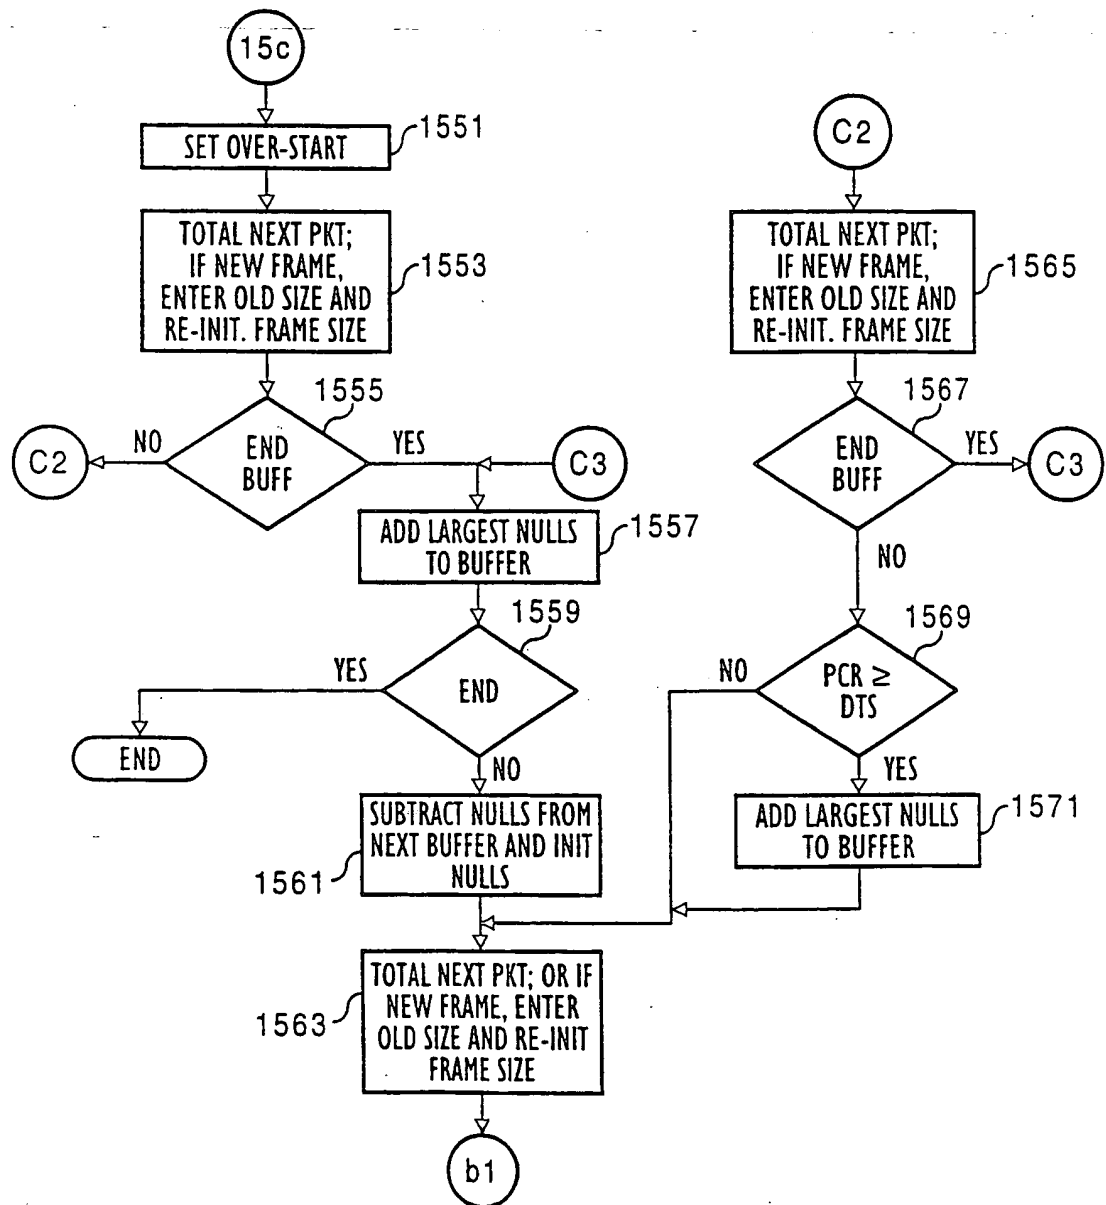 15c
SET OVER-START
1551
TOTAL NEXT PKT;
IF NEW FRAME,
ENTER OLD SIZE AND
RE-INIT. FRAME SIZE
1553
END
BUFF
1555
NO
YES
C2
C3
ADD LARGEST NULLS
TO BUFFER
1557
END
1559
YES
END
NO
SUBTRACT NULLS FROM
NEXT BUFFER AND INIT
NULLS
1561
TOTAL NEXT PKT; OR IF
NEW FRAME, ENTER
OLD SIZE AND RE-INIT
FRAME SIZE
1563
b1
C2
TOTAL NEXT PKT;
IF NEW FRAME,
ENTER OLD SIZE AND
RE-INIT. FRAME SIZE
1565
END
BUFF
1567
YES
C3
NO
PCR ≥
DTS
1569
NO
YES
ADD LARGEST NULLS
TO BUFFER
1571